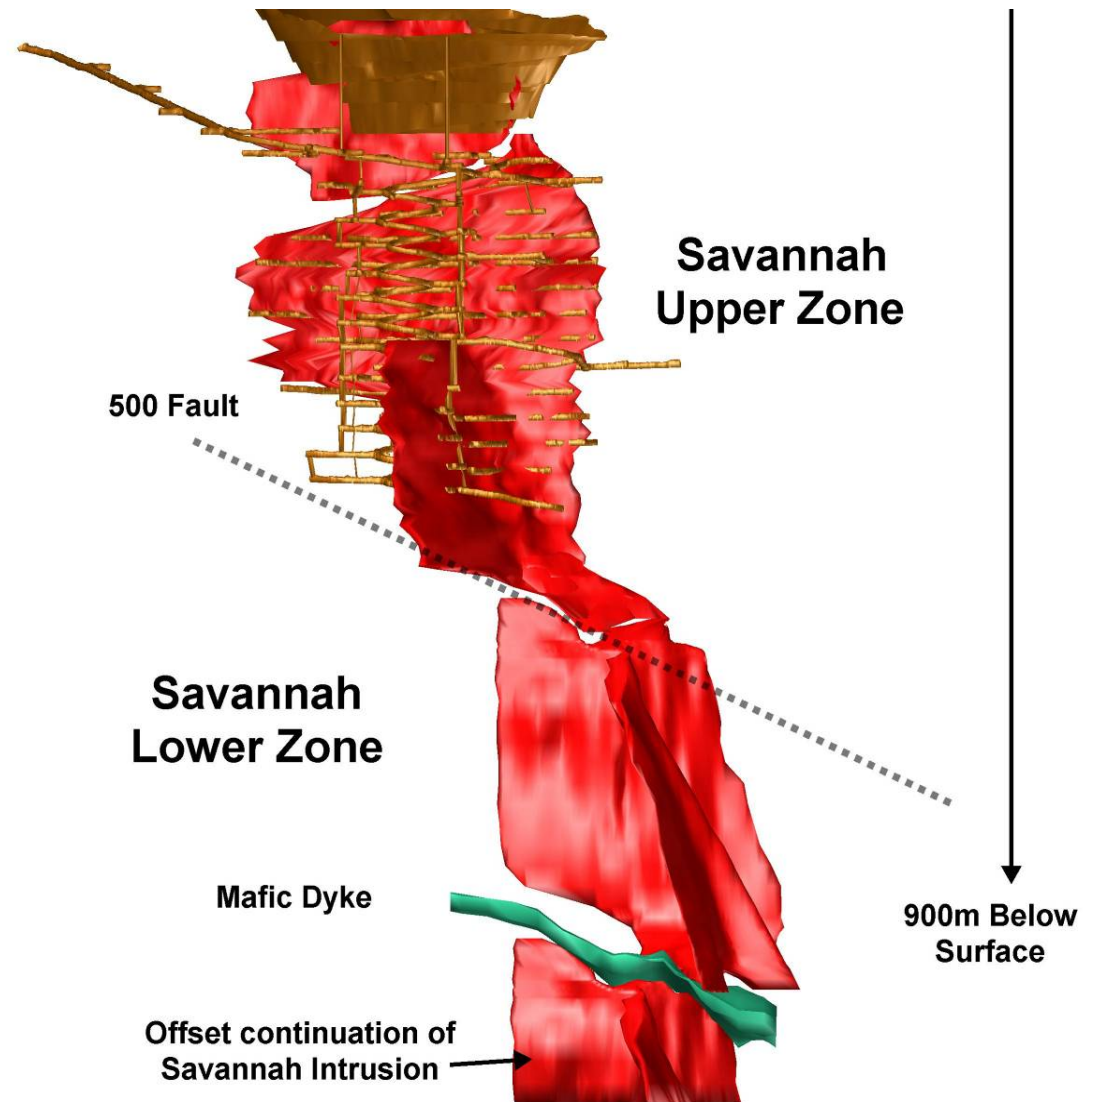 Savannah
Upper Zone
500 Fault
Savannah
Lower Zone
Mafic Dyke
900m Below
Surface
Offset continuation of
Savannah Intrusion